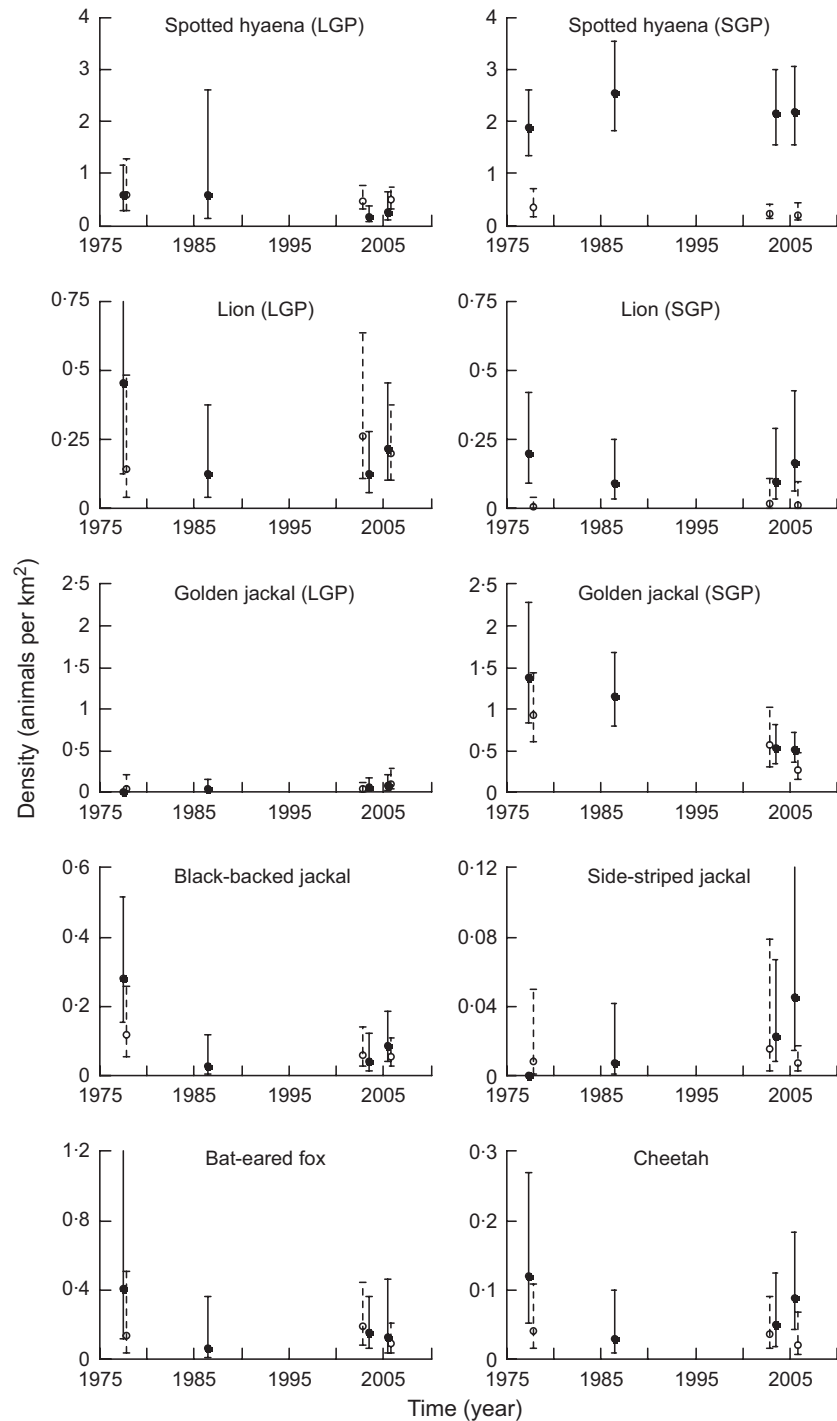 Spotted hyaena (LGP)
4
3
2
1
0
1975 1985 1995 2005
Spotted hyaena (SGP)
4
3
2
1
0
1975 1985 1995 2005
Lion (LGP)
0·75
0·5
0·25
0
1975 1985 1995 2005
Lion (SGP)
0·75
0·5
0·25
0
1975 1985 1995 2005
Density (animals per km²)
Golden jackal (LGP)
2·5
2
1·5
1
0·5
0
1975 1985 1995 2005
Golden jackal (SGP)
2·5
2
1·5
1
0·5
0
1975 1985 1995 2005
Black-backed jackal
0·6
0·4
0·2
0
1975 1985 1995 2005
Side-striped jackal
0·12
0·08
0·04
0
1975 1985 1995 2005
Bat-eared fox
1·2
0·8
0·4
0
1975 1985 1995 2005
Cheetah
0·3
0·2
0·1
0
1975 1985 1995 2005
Time (year)